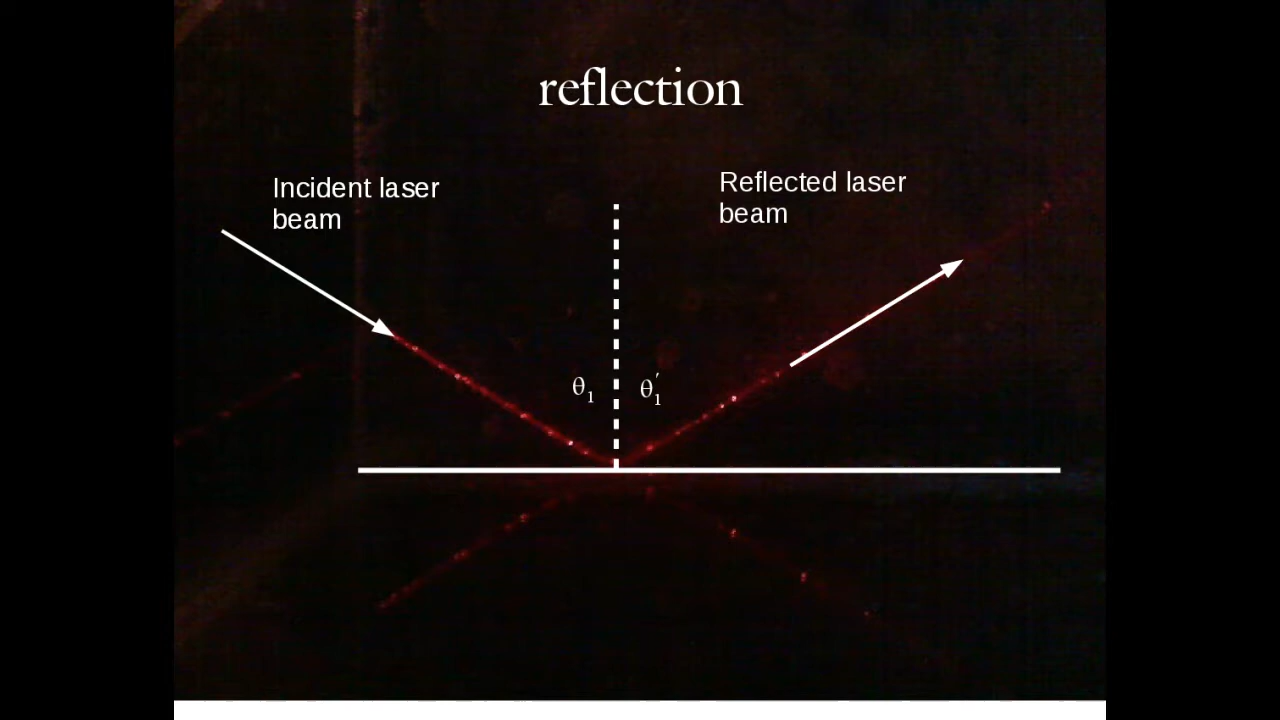 reflection
Incident laser
beam
Reflected laser
beam
θ₁
θ₁′